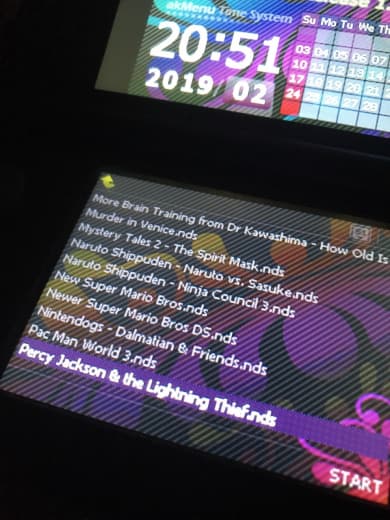 akMenu Time System
20:51
2019/02
Su Mo Tu We Th
03 04 05 06 07
10 11 12 13 14
17 18 19 20 21
24 25 26 27 28
More Brain Training from Dr Kawashima - How Old Is
Murder in Venice.nds
Mystery Tales 2 - The Spirit Mask.nds
Naruto Shippuden - Naruto vs. Sasuke.nds
Naruto Shippuden - Ninja Council 3.nds
New Super Mario Bros.nds
Newer Super Mario Bros DS.nds
Nintendogs - Dalmatian & Friends.nds
Pac Man World 3.nds
Percy Jackson & the Lightning Thief.nds
START